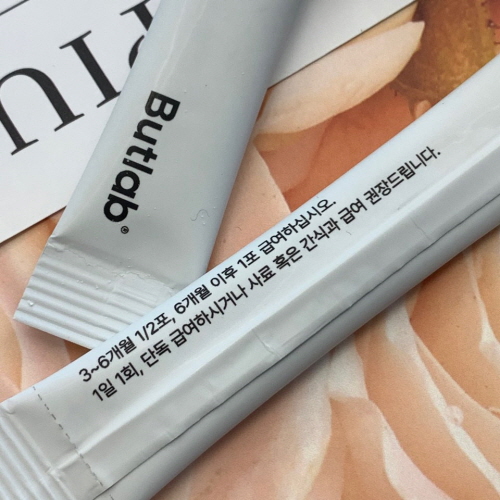 Butlab®
3~6개월 1/2포, 6개월 이후 1포 급여하십시오.
1일 1회, 단독 급여하시거나 사료 혹은 간식과 급여 권장드립니다.